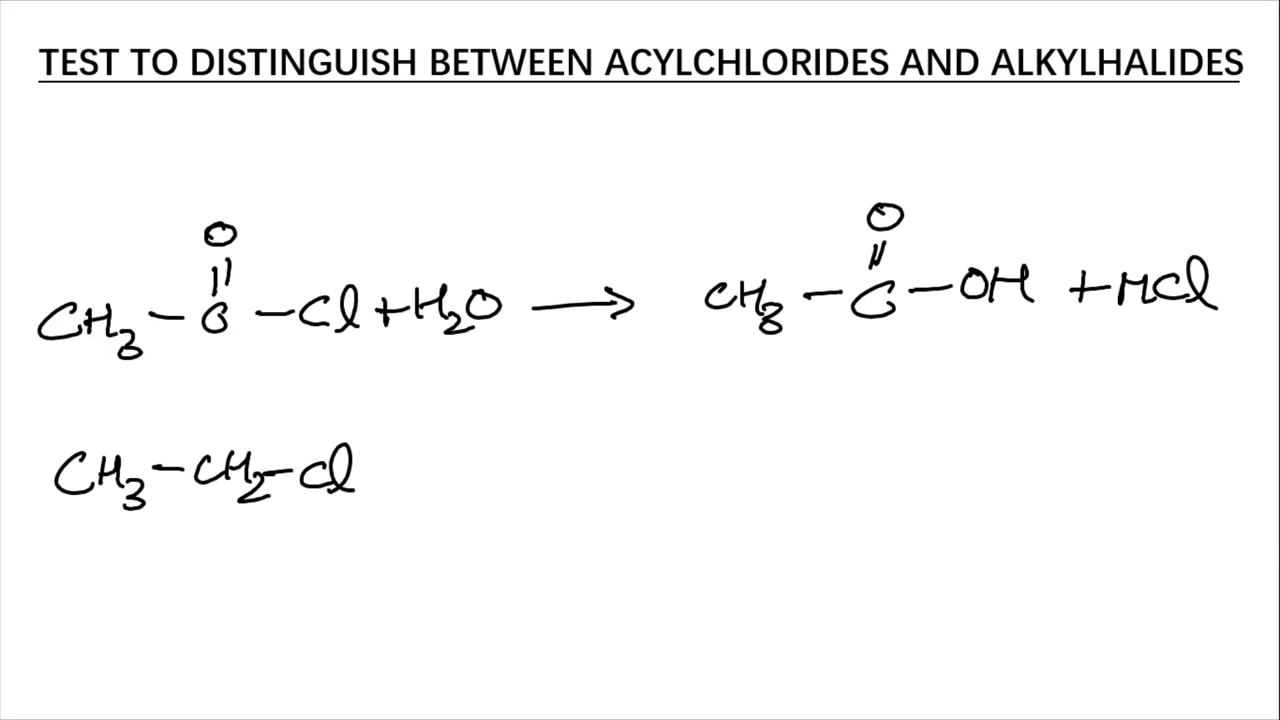 TEST TO DISTINGUISH BETWEEN ACYLCHLORIDES AND ALKYLHALIDES
O O
CH3 - C - Cl + H2O → CH3 - C - OH + HCl
CH3 - CH2 - Cl